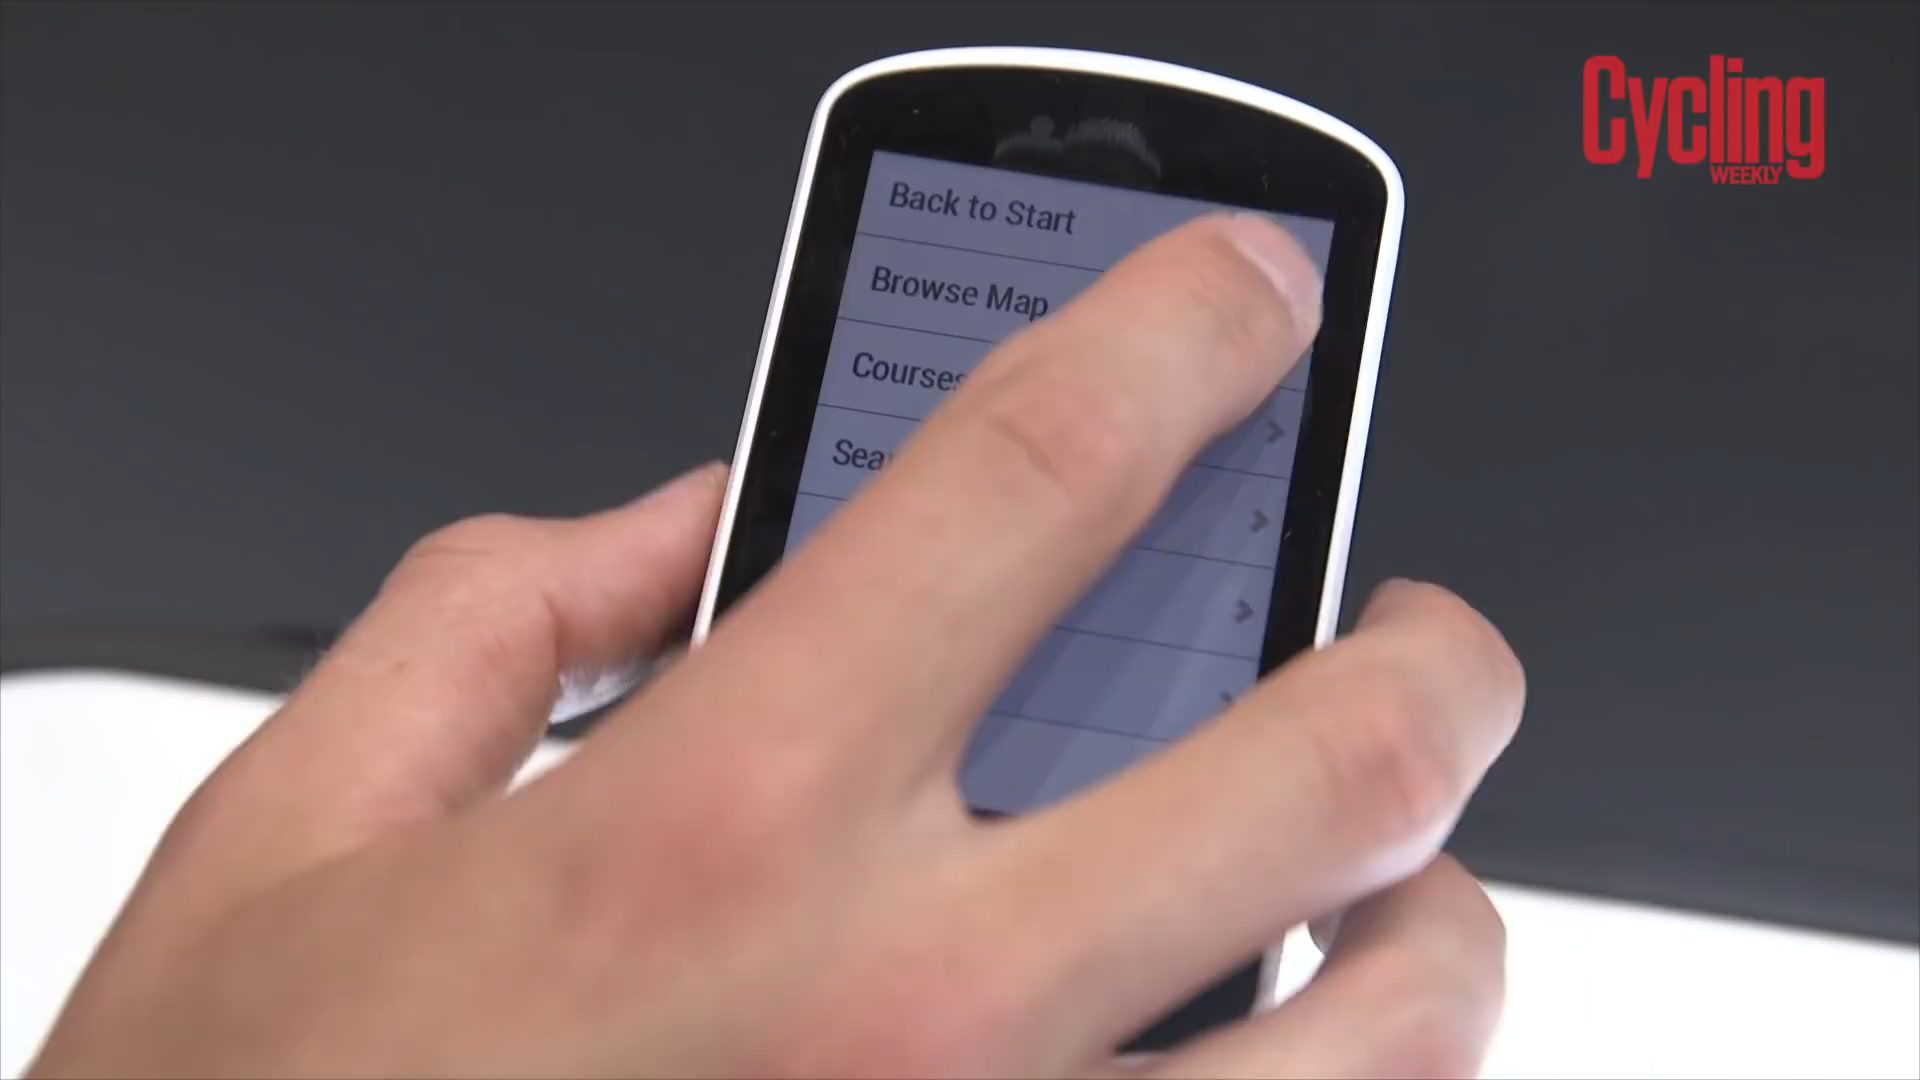 Cycling
WEEKLY
Back to Start
Browse Map
Courses